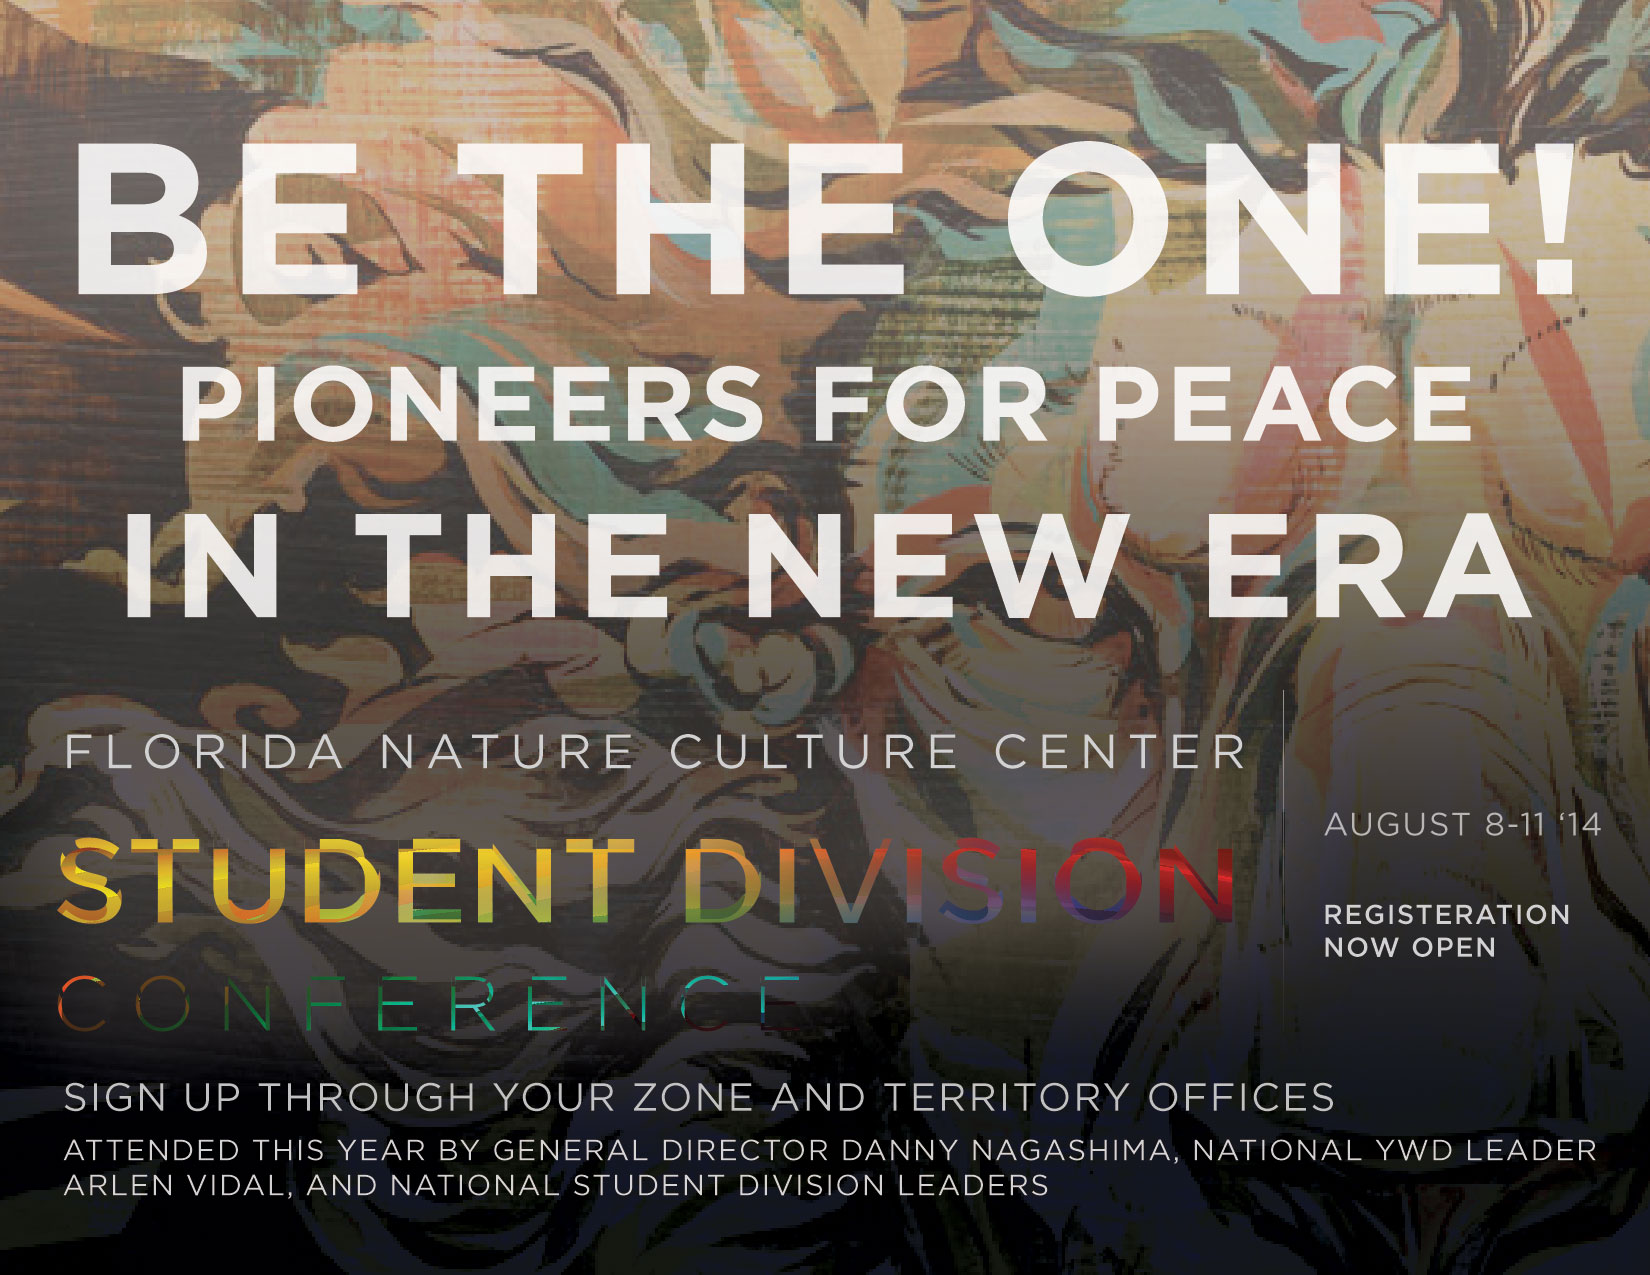 BE THE ONE!
PIONEERS FOR PEACE
IN THE NEW ERA
FLORIDA NATURE CULTURE CENTER
STUDENT DIVISION
CONFERENCE
AUGUST 8-11 ‘14
REGISTERATION
NOW OPEN
SIGN UP THROUGH YOUR ZONE AND TERRITORY OFFICES
ATTENDED THIS YEAR BY GENERAL DIRECTOR DANNY NAGASHIMA, NATIONAL YWD LEADER
ARLEN VIDAL, AND NATIONAL STUDENT DIVISION LEADERS